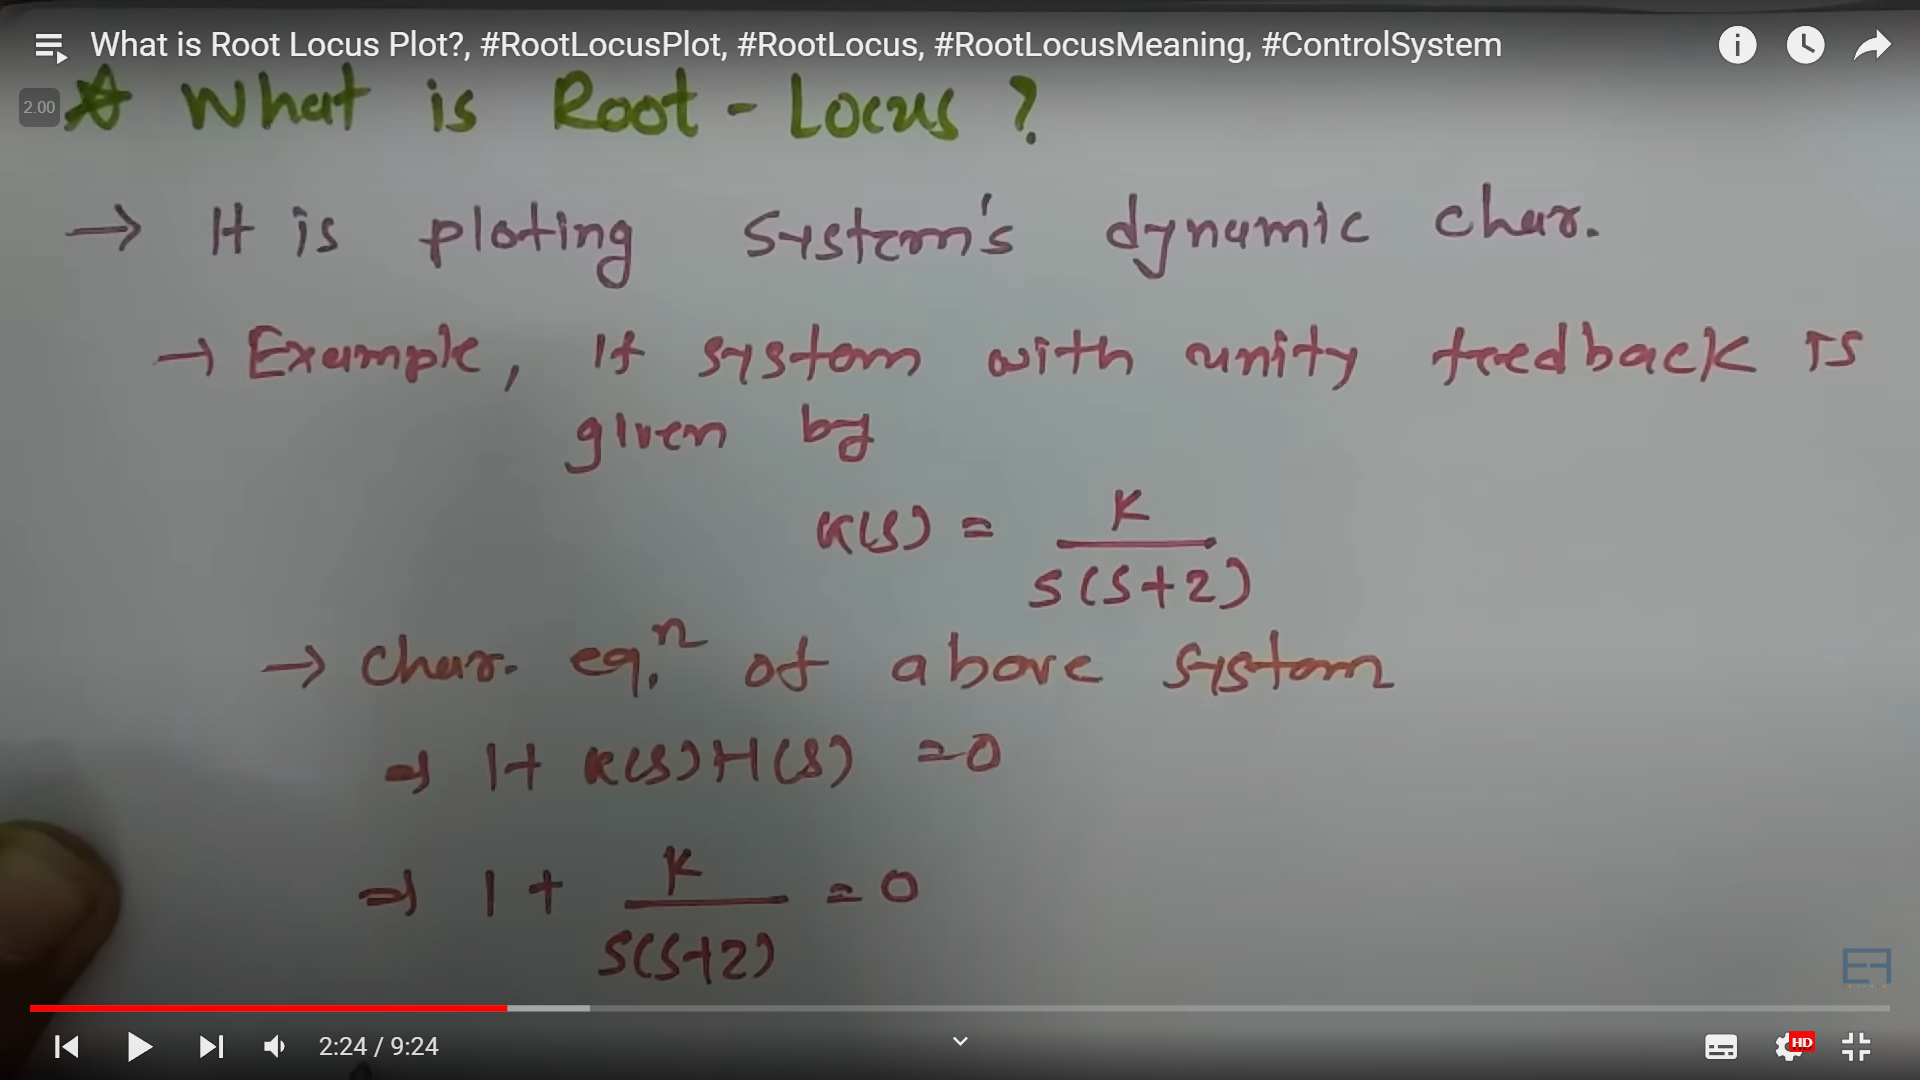 What is Root Locus Plot?, #RootLocusPlot, #RootLocus, #RootLocusMeaning, #ControlSystem
2.00
What is Root - Locus ?
→ It is ploting system's dynamic char.
→ Example, If system with unity feedback is
given by
G(s) = K / S(S+2)
→ Char. eq.n of above system
⇒ 1+ G(s)H(s) =0
⇒ 1 + K / S(S+2) = 0
EF
2:24 / 9:24
HD